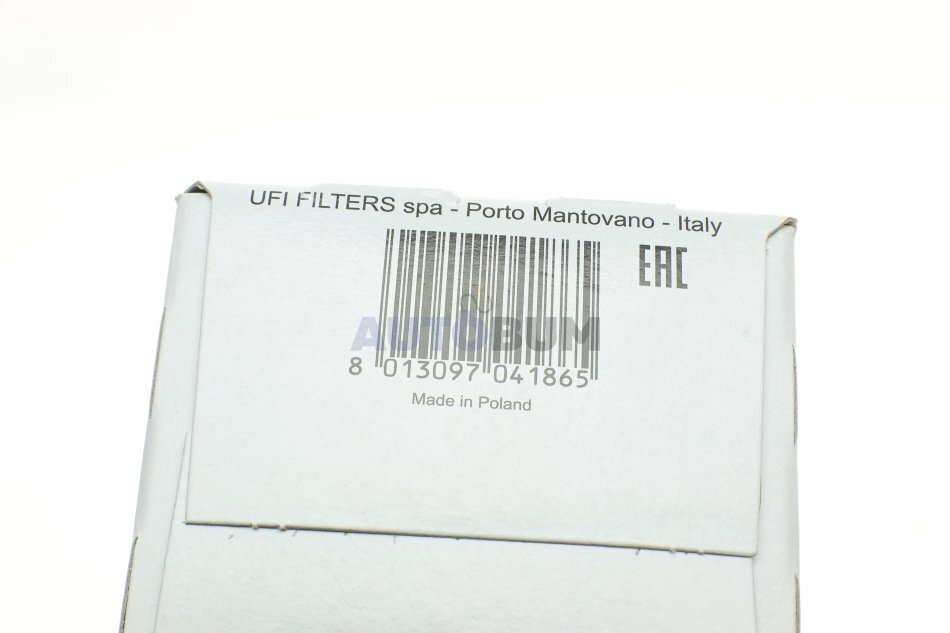 UFI FILTERS spa - Porto Mantovano - Italy
EAC
AUTOBUM
8 013097 041865
Made in Poland